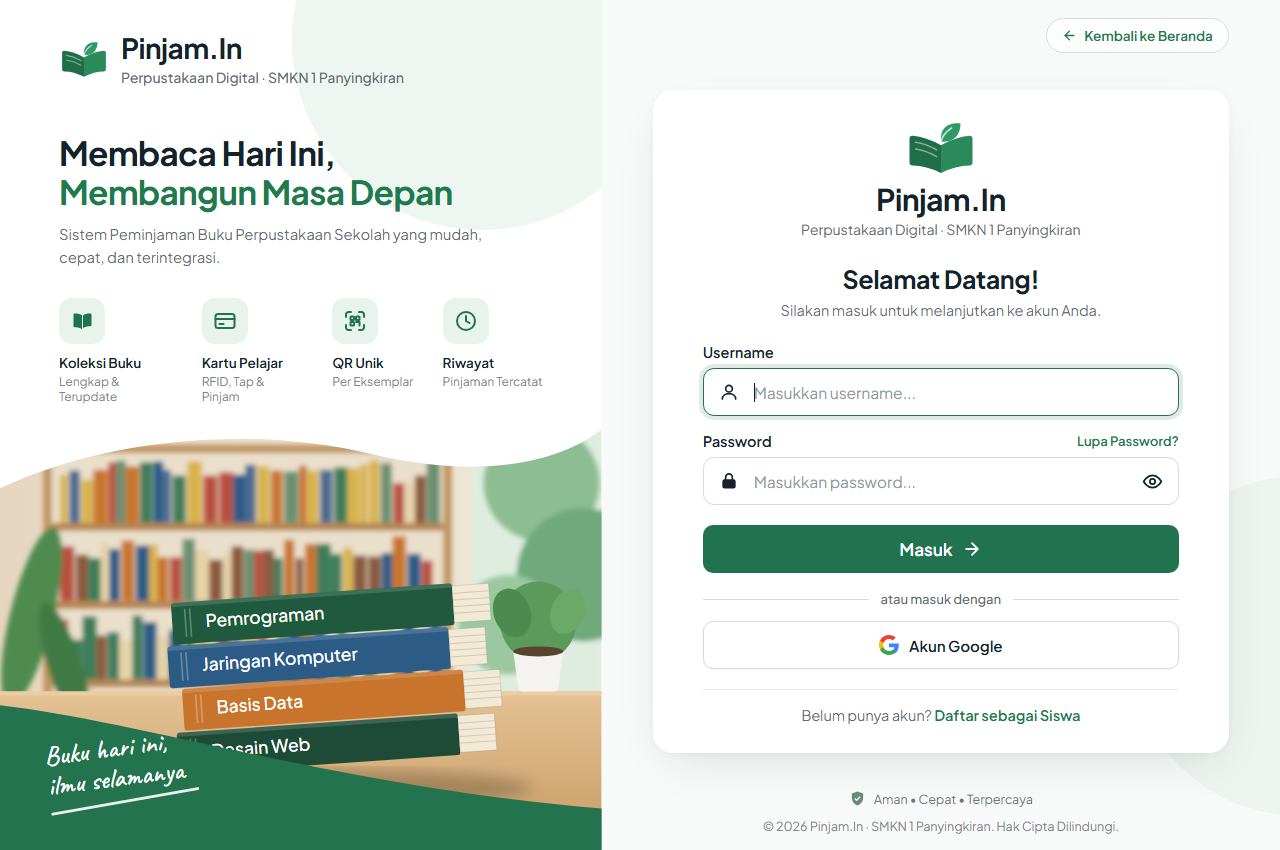 Pinjam.In
Perpustakaan Digital · SMKN 1 Panyingkiran
Membaca Hari Ini,
Membangun Masa Depan
Sistem Peminjaman Buku Perpustakaan Sekolah yang mudah,
cepat, dan terintegrasi.
Koleksi Buku
Lengkap &
Terupdate
Kartu Pelajar
RFID, Tap &
Pinjam
QR Unik
Per Eksemplar
Riwayat
Pinjaman Tercatat
Pemrograman
Jaringan Komputer
Basis Data
Desain Web
Buku hari ini,
ilmu selamanya
Kembali ke Beranda
Pinjam.In
Perpustakaan Digital · SMKN 1 Panyingkiran
Selamat Datang!
Silakan masuk untuk melanjutkan ke akun Anda.
Username
Masukkan username...
Password
Lupa Password?
Masukkan password...
Masuk
atau masuk dengan
Akun Google
Belum punya akun? Daftar sebagai Siswa
Aman • Cepat • Terpercaya
© 2026 Pinjam.In · SMKN 1 Panyingkiran. Hak Cipta Dilindungi.